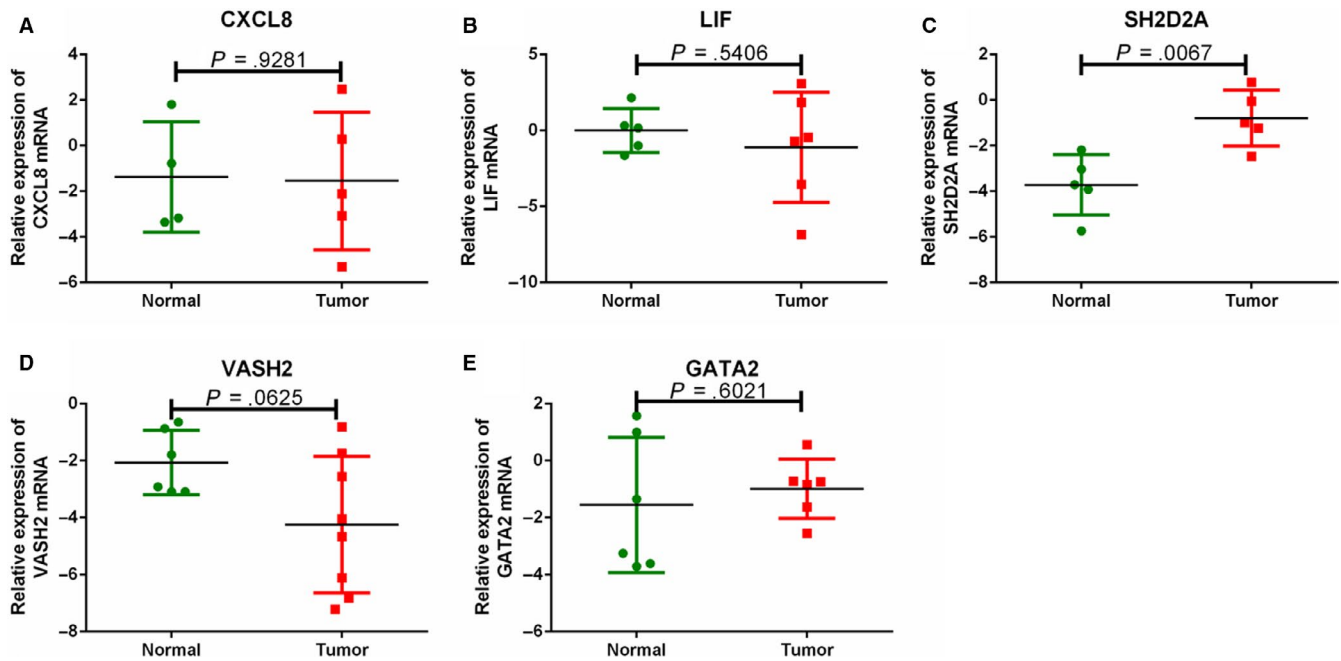 A
CXCL8
P = .9281
Relative expression of
CXCL8 mRNA
4
2
0
−2
−4
−6
Normal
Tumor
B
LIF
P = .5406
Relative expression of
LIF mRNA
5
0
−5
−10
Normal
Tumor
C
SH2D2A
P = .0067
Relative expression of
SH2D2A mRNA
2
0
−2
−4
−6
−8
Normal
Tumor
D
VASH2
P = .0625
Relative expression of
VASH2 mRNA
0
−2
−4
−6
−8
Normal
Tumor
E
GATA2
P = .6021
Relative expression of
GATA2 mRNA
2
0
−2
−4
−6
Normal
Tumor